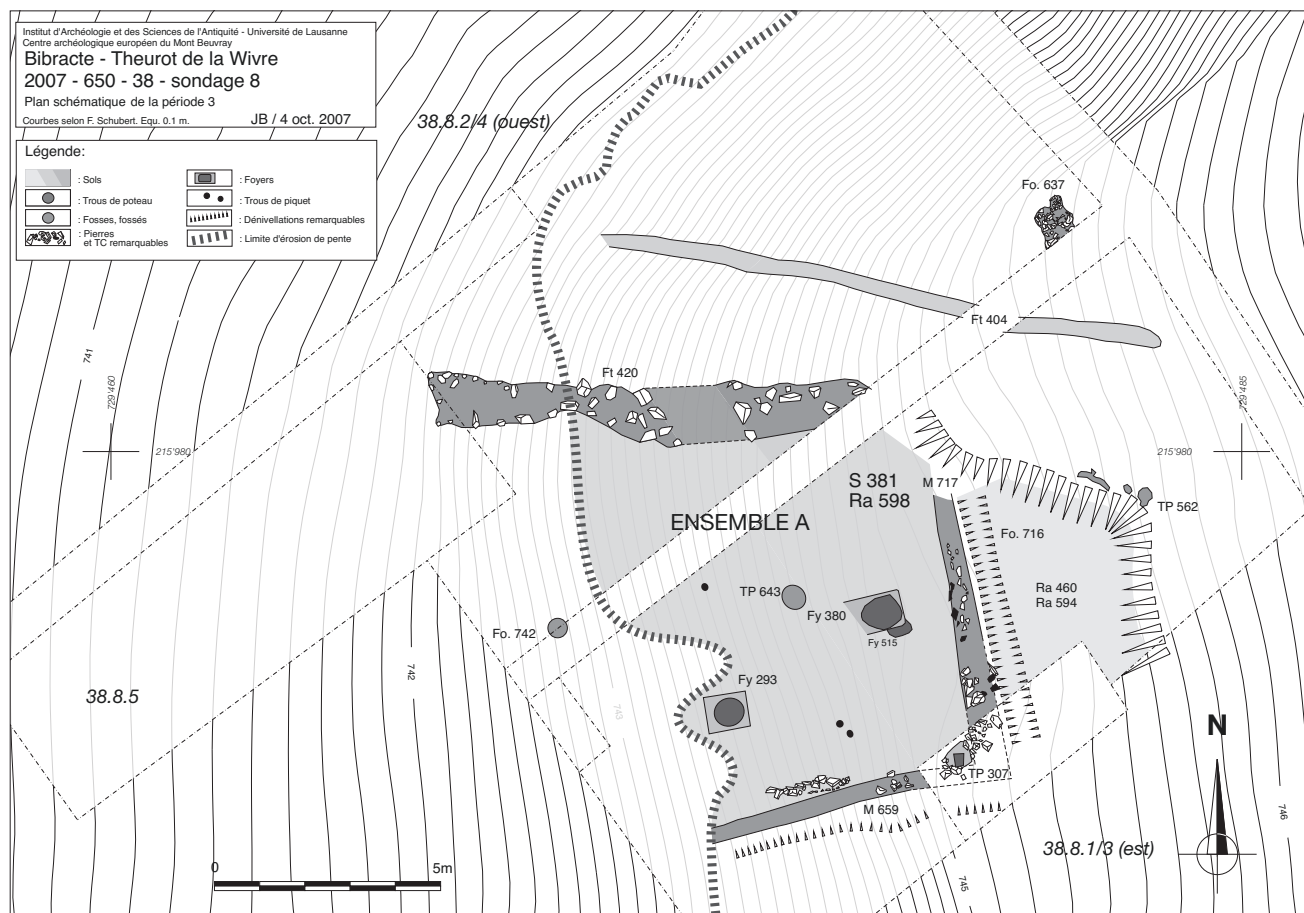 Institut d'Archéologie et des Sciences de l'Antiquité - Université de Lausanne
Centre archéologique européen du Mont Beuvray
Bibracte - Theurot de la Wivre
2007 - 650 - 38 - sondage 8
Plan schématique de la période 3
Courbes selon F. Schubert. Equ. 0.1 m.
JB / 4 oct. 2007
Légende:
: Sols
: Foyers
: Trous de poteau
: Trous de piquet
: Fosses, fossés
: Dénivellations remarquables
: Pierres
et TC remarquables
: Limite d'érosion de pente
38.8.2/4 (ouest)
Fo. 637
Ft 404
741
729'460
Ft 420
729'485
215'980
215'980
S 381
Ra 598
M 717
TP 562
ENSEMBLE A
Fo. 716
TP 643
Ra 460
Ra 594
Fy 380
Fo. 742
Fy 515
742
Fy 293
38.8.5
743
N
TP 307
M 659
746
38.8.1/3 (est)
0
5m
745